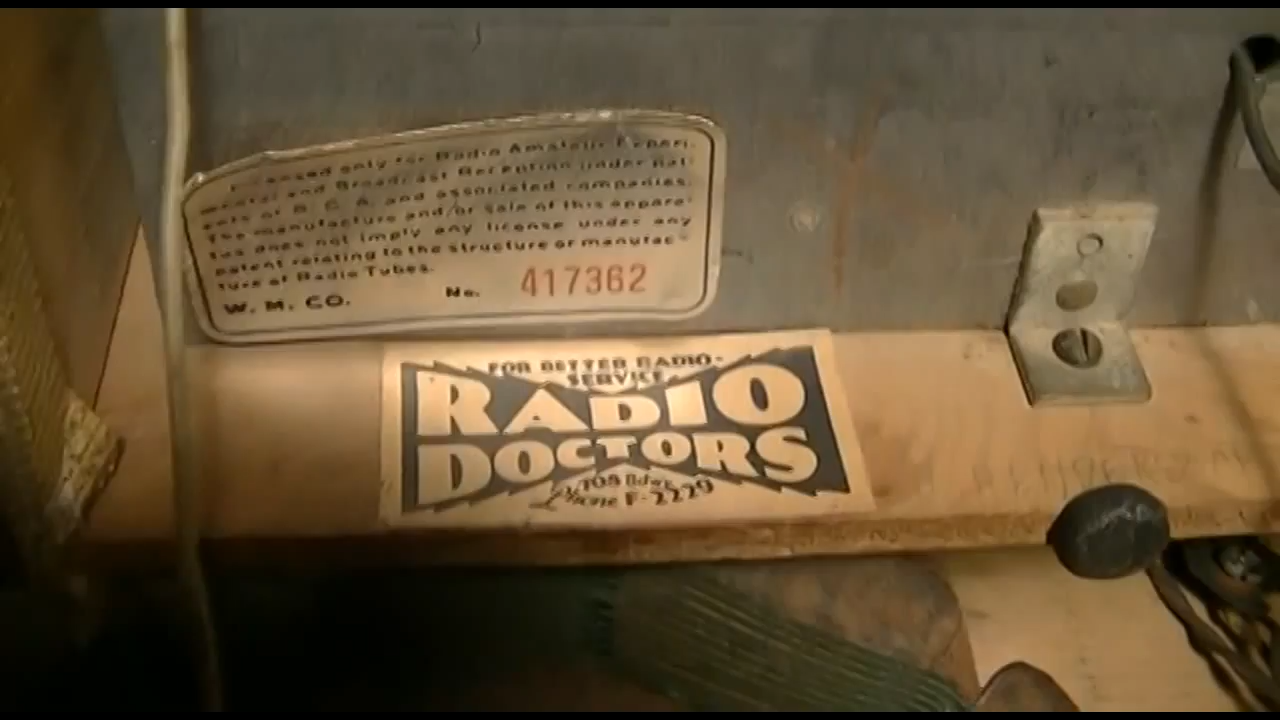 Licensed only for Radio Amateur Experi-
mental and Broadcast Reception under pat-
ents of R. C. A. and associated companies.
The manufacture and/or sale of this appara-
tus does not imply any license under any
patent relating to the structure or manufac-
ture of Radio Tubes.
W. M. CO. No. 417362
FOR BETTER RADIO-
SERVICE
RADIO
DOCTORS
708 Bdwy.
Phone F-2229